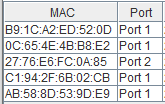 MAC Port
B9:1C:A2:ED:52:0D Port 1
0C:65:4E:4B:B8:E2 Port 1
27:76:E6:FC:0A:85 Port 2
C1:94:2F:6B:02:CB Port 1
AB:58:8D:53:9D:E9 Port 1